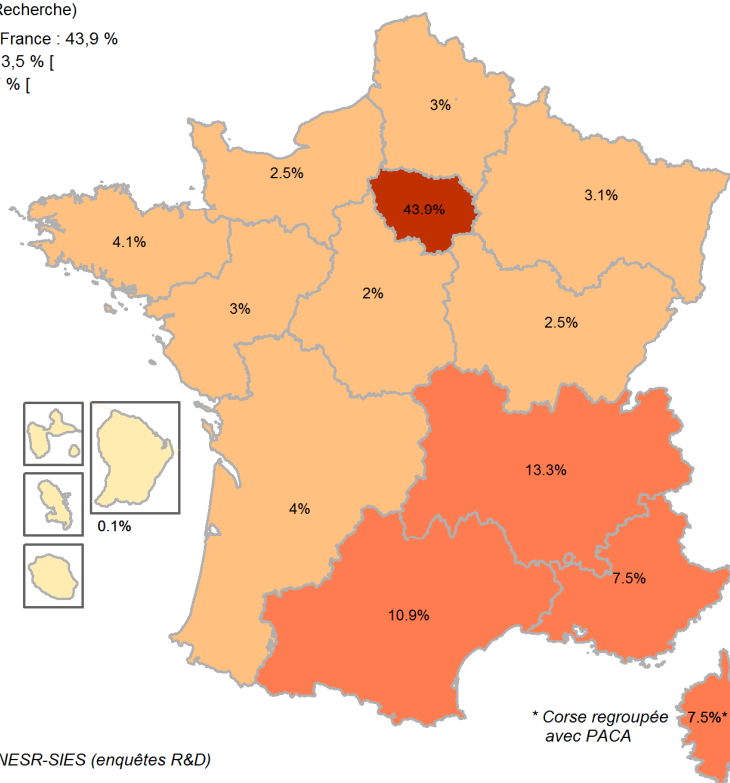 Recherche)
France : 43,9 %
3,5 % [
% [
3%
2.5%
3.1%
43.9%
4.1%
2%
3%
2.5%
13.3%
4%
0.1%
7.5%
10.9%
* Corse regroupée
avec PACA
7.5%*
NESR-SIES (enquêtes R&D)